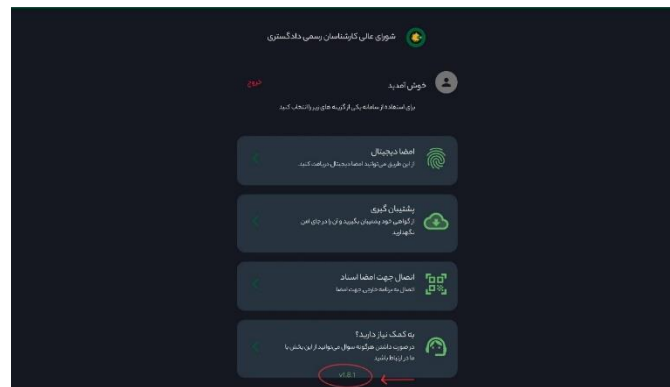 شورای عالی کارشناسان رسمی دادگستری
خوش آمدید
خروج
برای استفاده از سامانه یکی از گزینه های زیر را انتخاب کنید
امضا دیجیتال
از این طریق می‌توانید امضا دیجیتال دریافت کنید.
پشتیبان گیری
از گواهی خود پشتیبان بگیرید و آن را در جای امن
نگهدارید
اتصال جهت امضا اسناد
اتصال به برنامه خارجی جهت امضا
به کمک نیاز دارید؟
در صورت داشتن هرگونه سوال می‌توانید از این بخش با
ما در ارتباط باشید
v1.0.1